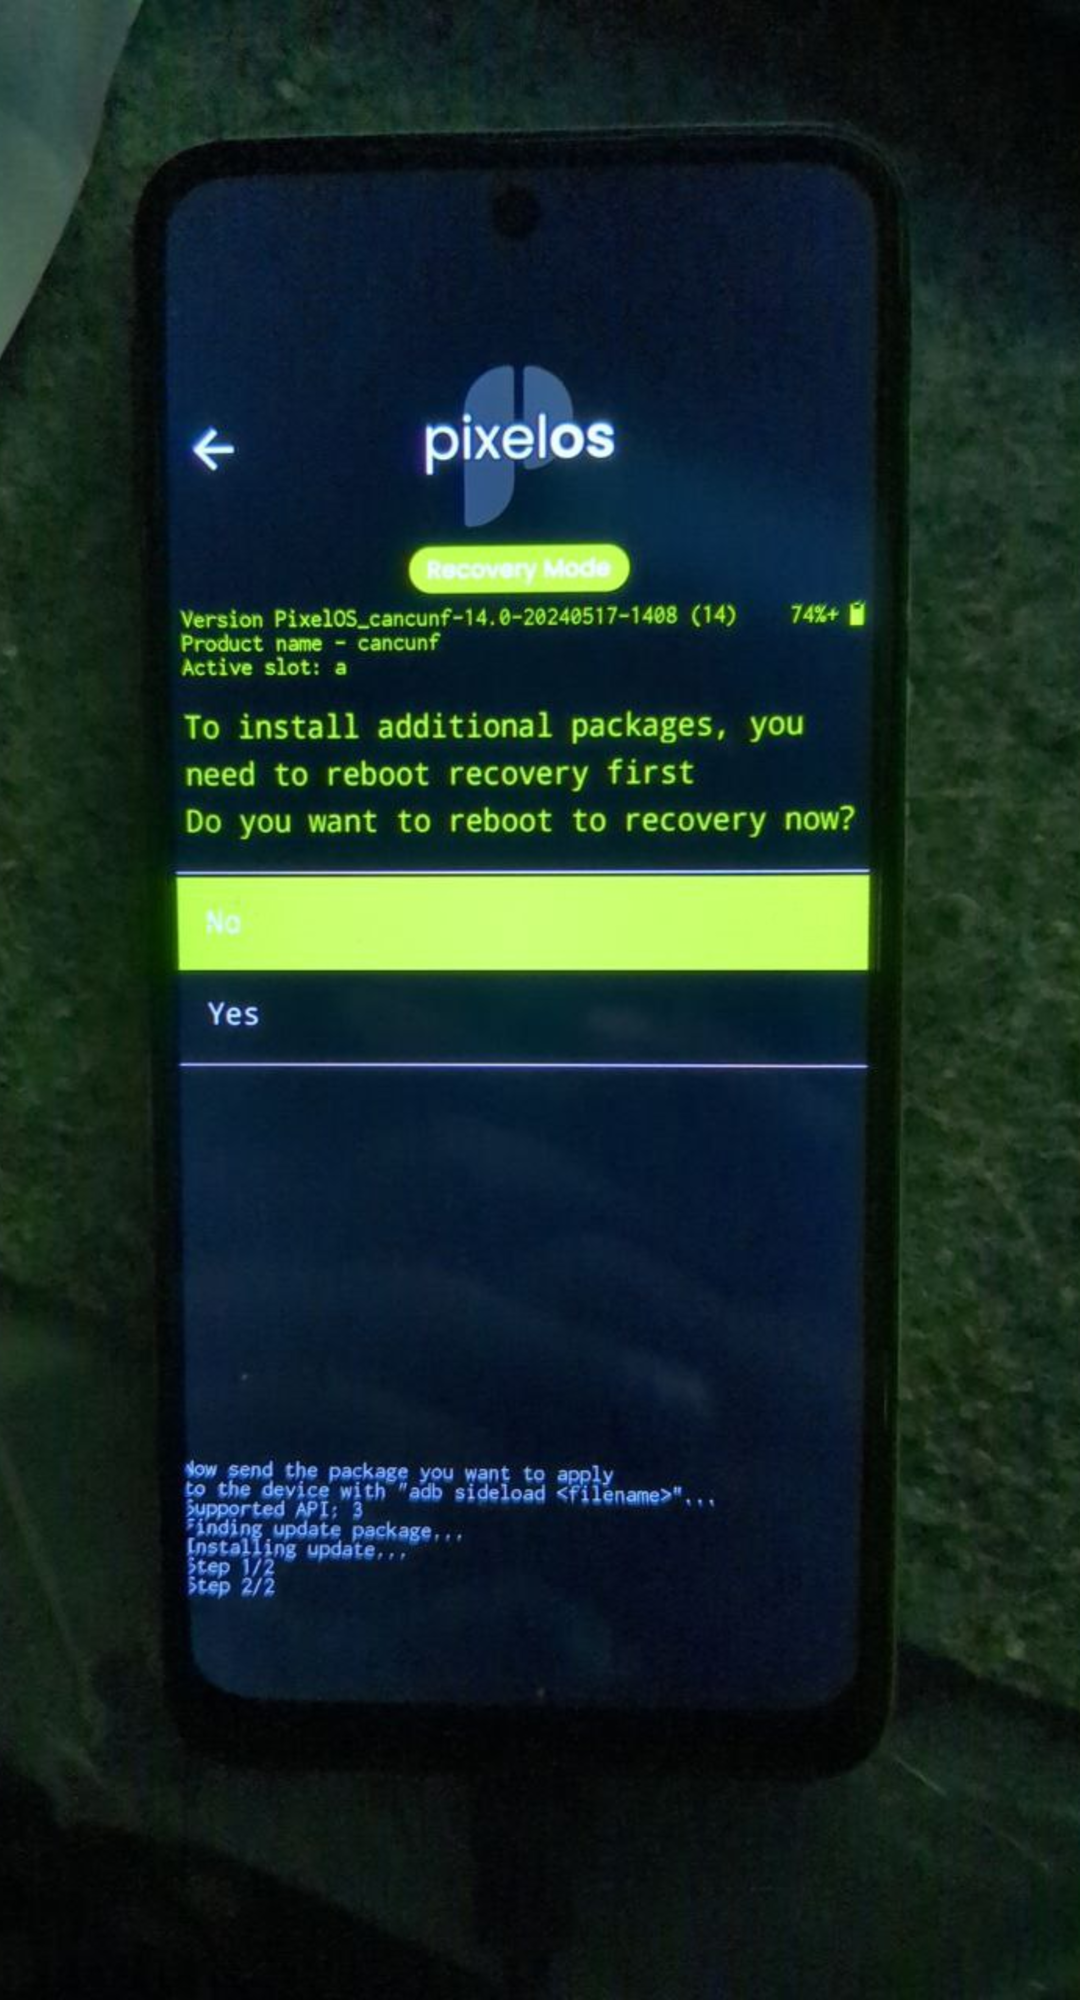 pixelos
Recovery Mode
Version PixelOS_cancunf-14.0-20240517-1408 (14) 74%+
Product name - cancunf
Active slot: a
To install additional packages, you
need to reboot recovery first
Do you want to reboot to recovery now?
No
Yes
Now send the package you want to apply
to the device with "adb sideload <filename>"...
Supported API: 3
Finding update package...
Installing update...
Step 1/2
Step 2/2